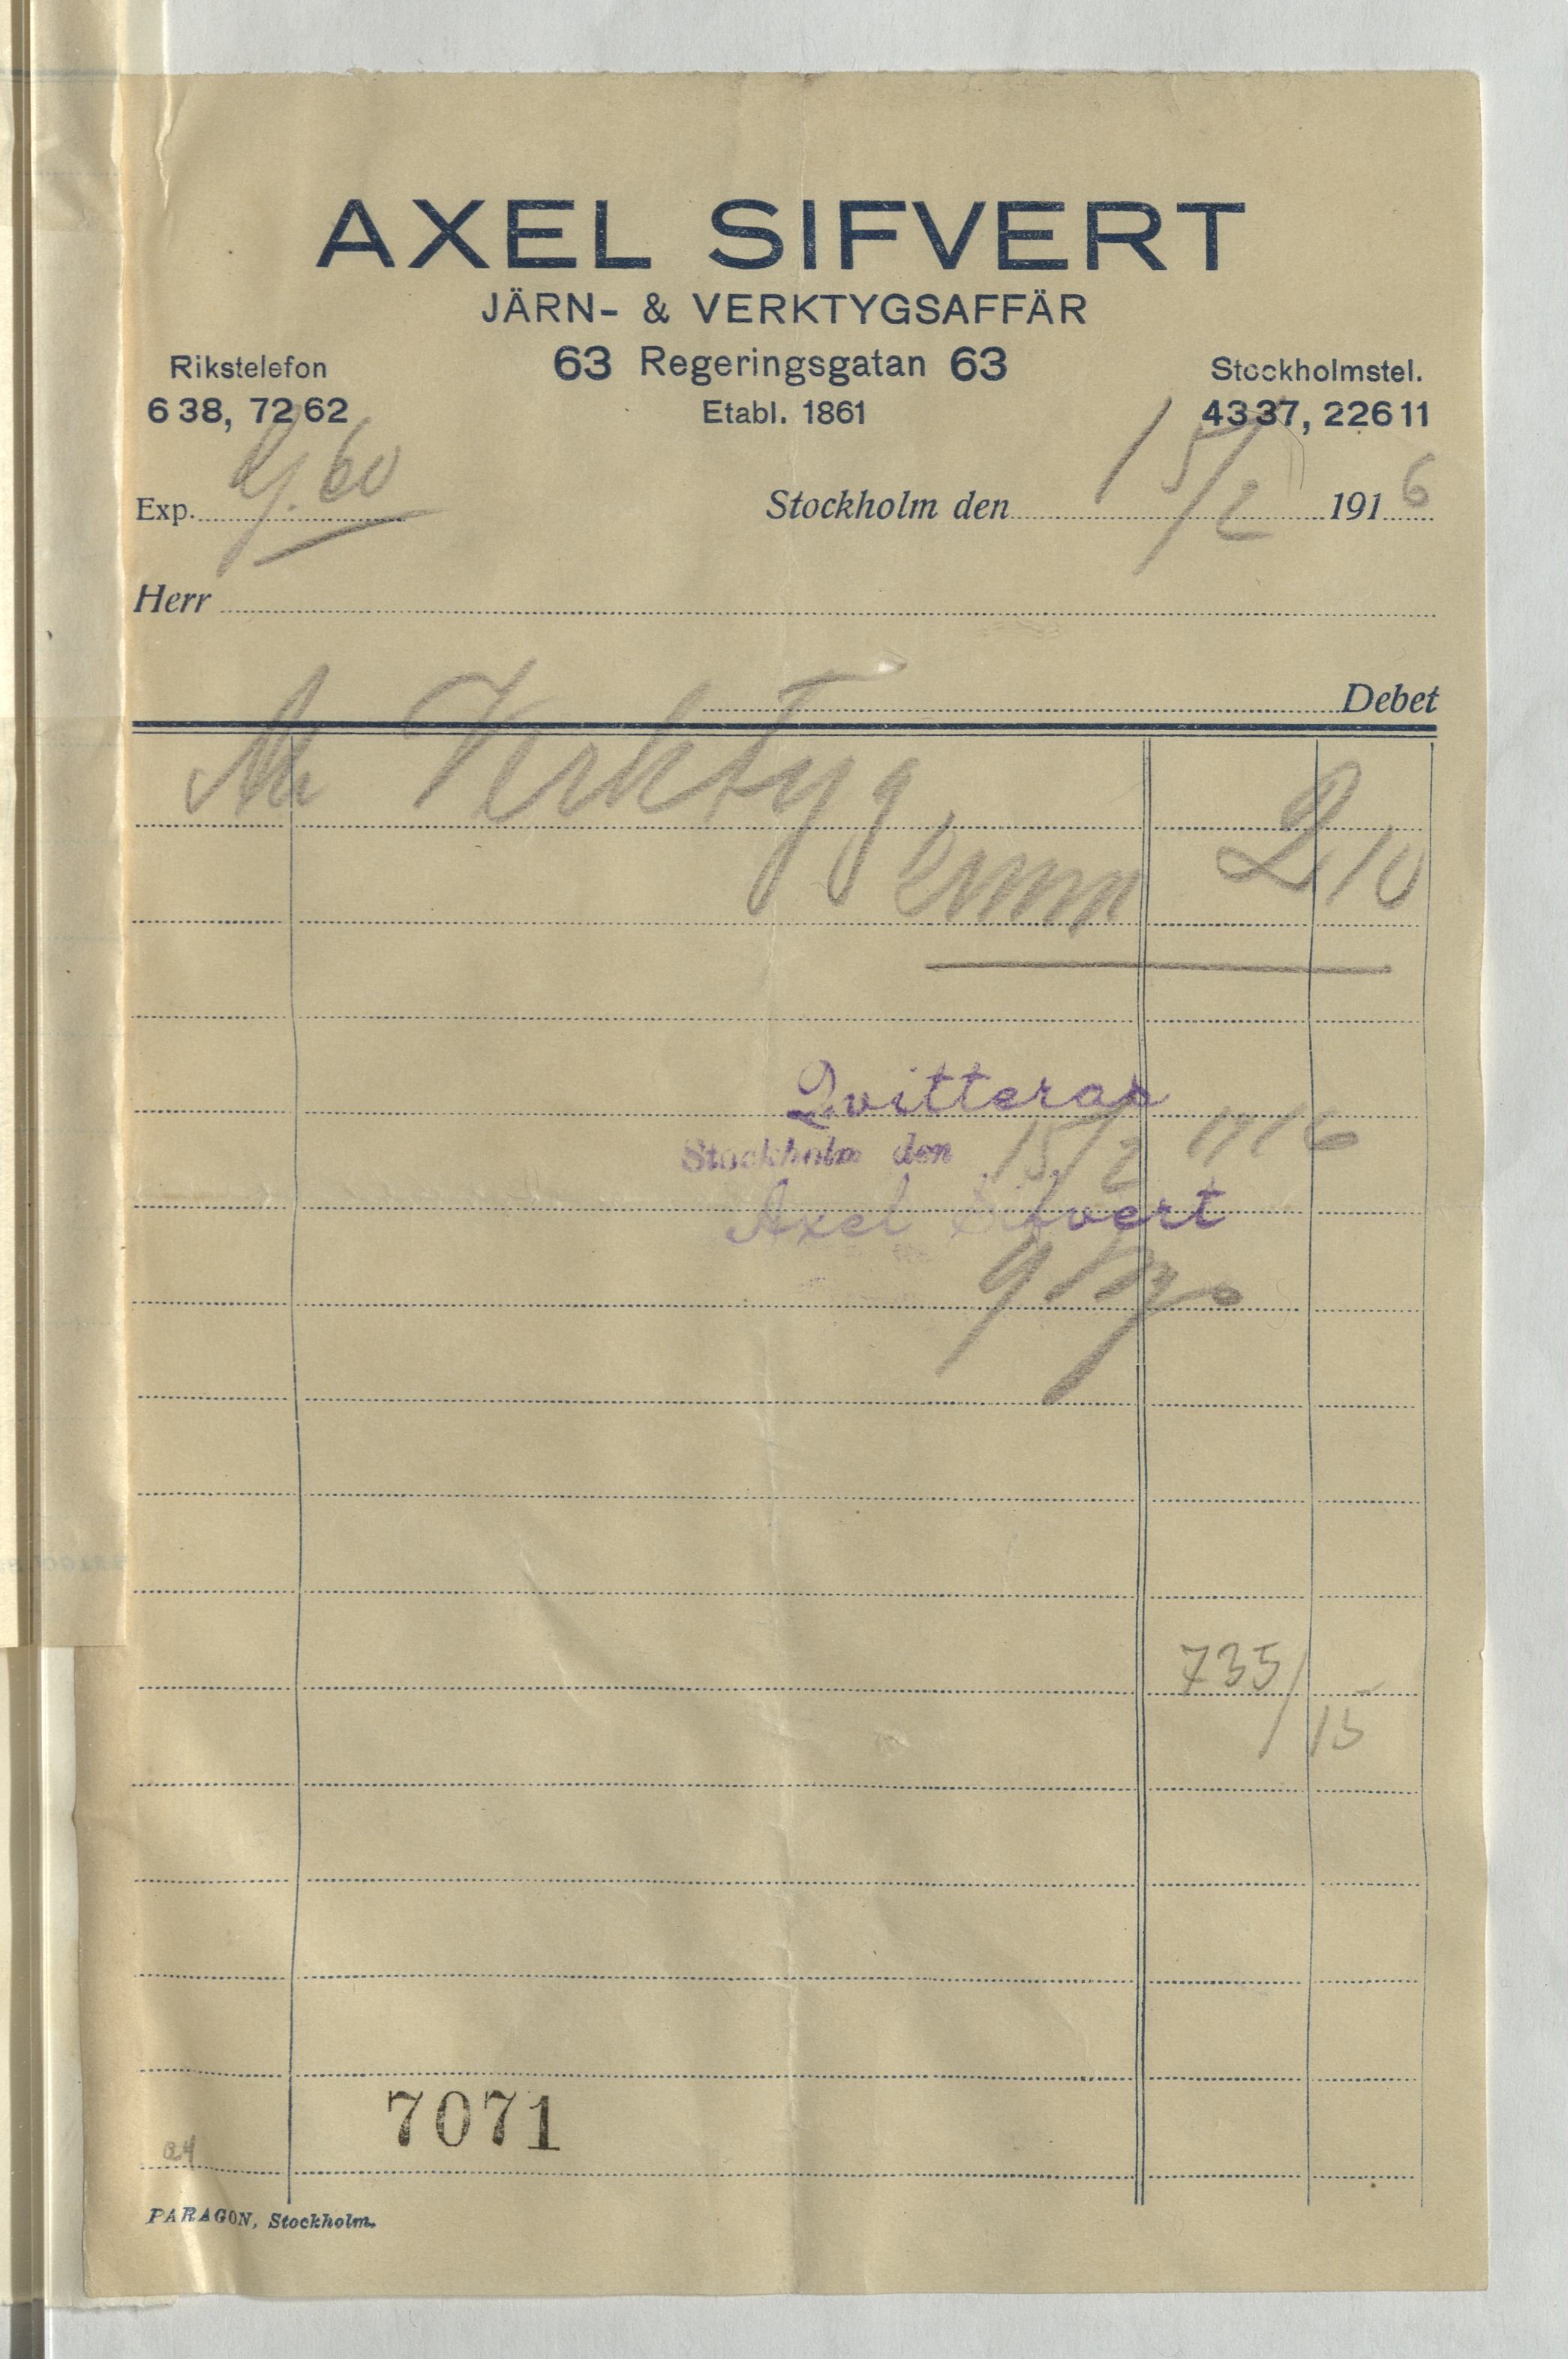 AXEL SIFVERT
JÄRN- & VERKTYGSAFFÄR
63 Regeringsgatan 63
Etabl. 1861
Rikstelefon
6 38, 72 62
Stockholmstel.
43 37, 226 11
Exp. G. 60
Stockholm den 15/2 1916
Herr
Debet
Verktyg
2 10
Qvitteras
Stockholm den 15/2 1916
Axel Sifvert
735/15
7071
PARAGON, Stockholm.